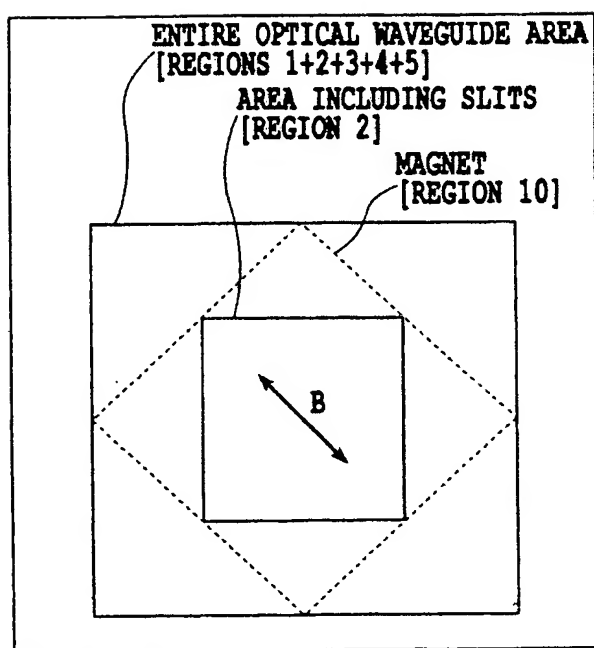 ENTIRE OPTICAL WAVEGUIDE AREA
[REGIONS 1+2+3+4+5]
AREA INCLUDING SLITS
[REGION 2]
MAGNET
[REGION 10]
B